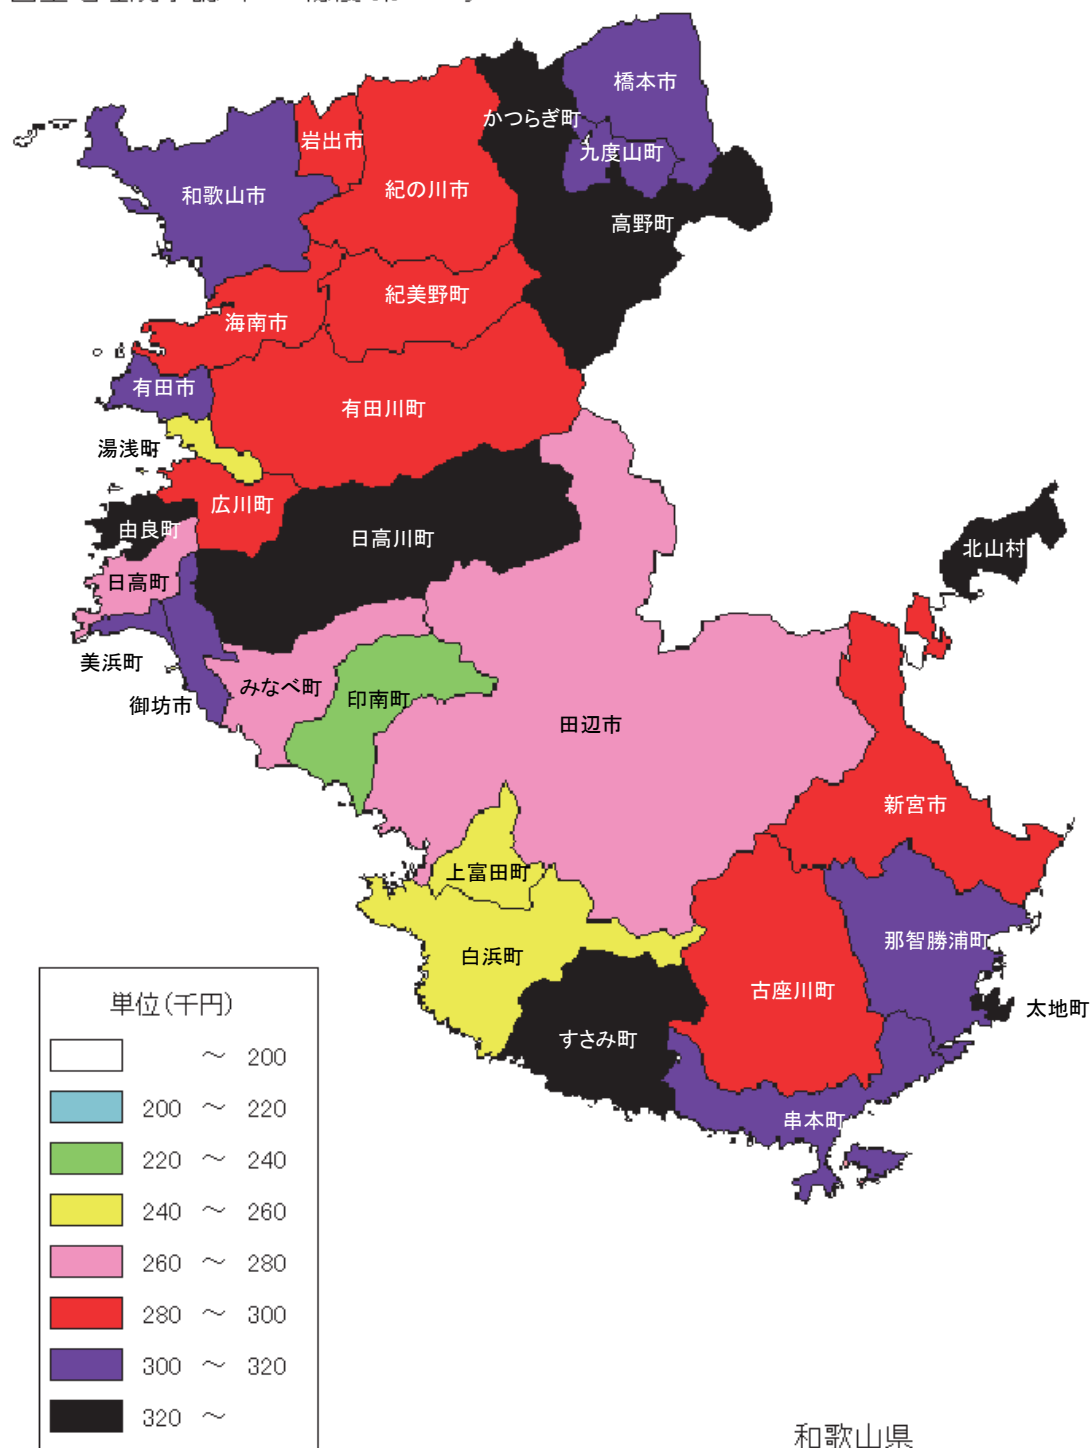 橋本市
かつらぎ町
岩出市
九度山町
和歌山市
紀の川市
高野町
紀美野町
海南市
有田市
有田川町
湯浅町
広川町
由良町
日高川町
北山村
日高町
美浜町
みなべ町
印南町
御坊市
田辺市
新宮市
上富田町
那智勝浦町
白浜町
古座川町
太地町
すさみ町
串本町
単位(千円)
～ 200
200 ～ 220
220 ～ 240
240 ～ 260
260 ～ 280
280 ～ 300
300 ～ 320
320 ～
和歌山県